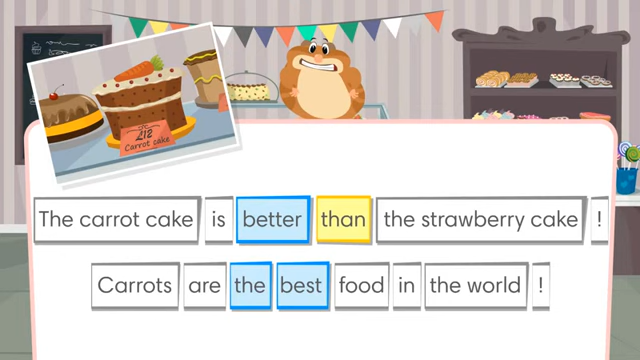 £12
Carrot cake
The carrot cake is better than the strawberry cake !
Carrots are the best food in the world !